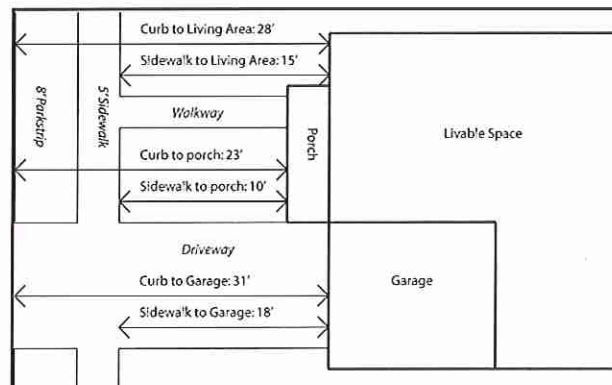 Curb to Living Area: 28'
Sidewalk to Living Area: 15'
8' Parkstrip
5' Sidewalk
Walkway
Porch
Livable Space
Curb to porch: 23'
Sidewalk to porch: 10'
Driveway
Curb to Garage: 31'
Garage
Sidewalk to Garage: 18'